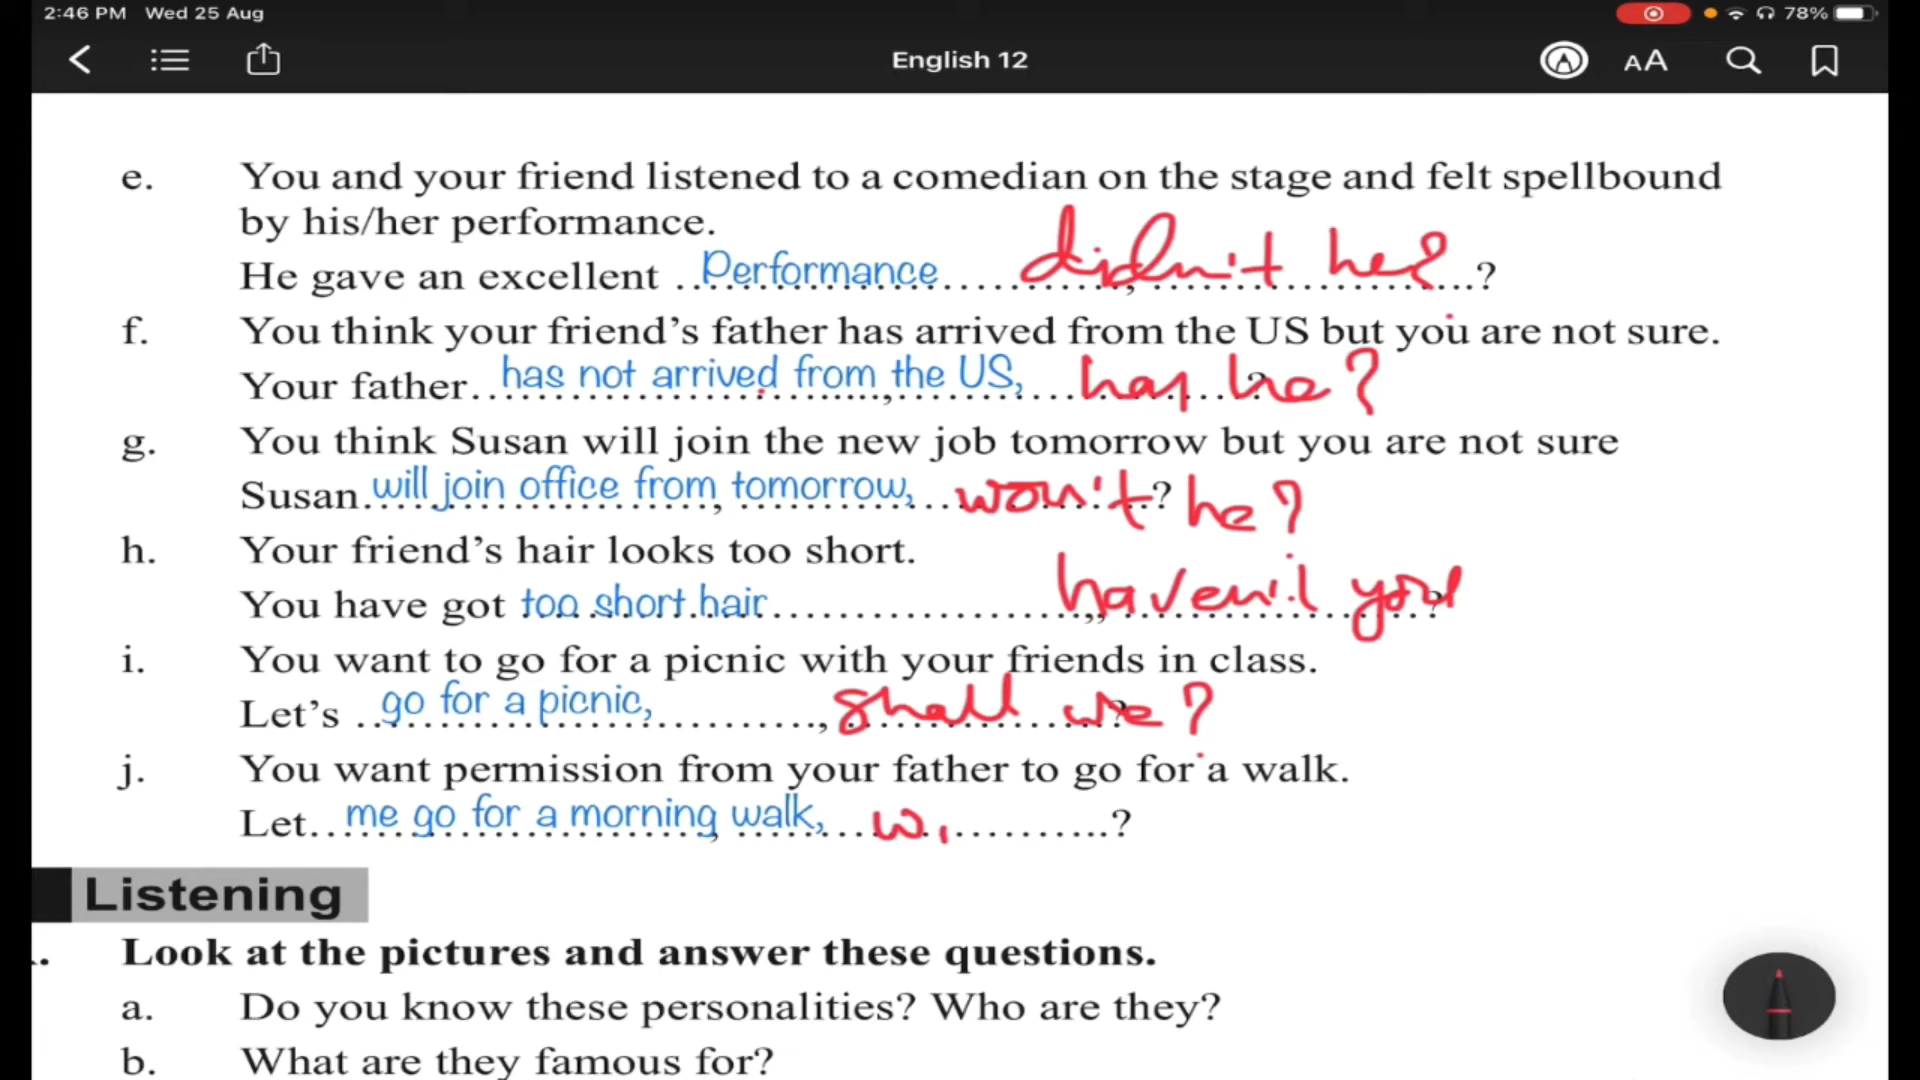 2:46 PM Wed 25 Aug 78%
English 12 AA
e. You and your friend listened to a comedian on the stage and felt spellbound
by his/her performance.
He gave an excellent ..Performance............, didn't he?...............?
f. You think your friend's father has arrived from the US but you are not sure.
Your father...has not arrived from the US,...... has he?
g. You think Susan will join the new job tomorrow but you are not sure
Susan...will join office from tomorrow,...... won't? he?
h. Your friend's hair looks too short.
You have got too short hair......................,, haven't you?
i. You want to go for a picnic with your friends in class.
Let's ...go for a picnic,............, shall we?
j. You want permission from your father to go for a walk.
Let...me go for a morning walk,...... w...........?
Listening
Look at the pictures and answer these questions.
a. Do you know these personalities? Who are they?
b. What are they famous for?